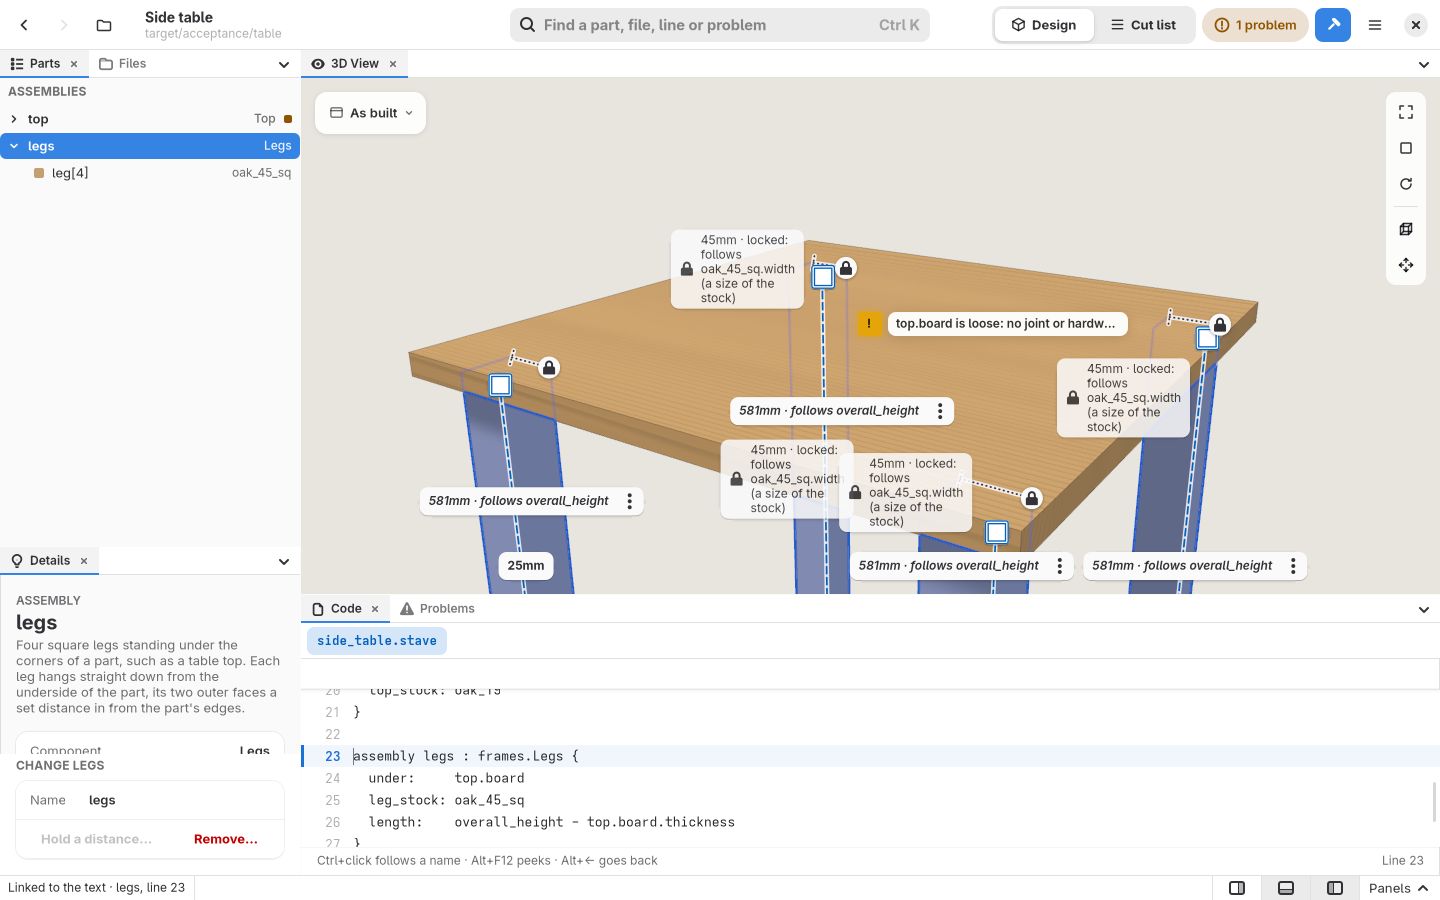 Side table
target/acceptance/table
Find a part, file, line or problem
Ctrl K
Design
Cut list
1 problem
Parts
Files
3D View
ASSEMBLIES
top
Top
legs
Legs
leg[4]
oak_45_sq
As built
45mm · locked:
follows
oak_45_sq.width
(a size of the
stock)
! top.board is loose: no joint or hardw...
45mm · locked:
follows
oak_45_sq.width
(a size of the
stock)
581mm · follows overall_height
45mm · locked:
follows
oak_45_sq.width
(a size of the
stock)
45mm · locked:
follows
oak_45_sq.width
(a size of the
stock)
581mm · follows overall_height
25mm
581mm · follows overall_height
581mm · follows overall_height
Details
ASSEMBLY
legs
Four square legs standing under the
corners of a part, such as a table top. Each
leg hangs straight down from the
underside of the part, its two outer faces a
set distance in from the part's edges.
Component
Legs
CHANGE LEGS
Name legs
Hold a distance...
Remove...
Code
Problems
side_table.stave
20 top_stock: oak_19
21 }
22
23 assembly legs : frames.Legs {
24 under: top.board
25 leg_stock: oak_45_sq
26 length: overall_height - top.board.thickness
27 }
Ctrl+click follows a name · Alt+F12 peeks · Alt+← goes back
Line 23
Linked to the text · legs, line 23
Panels